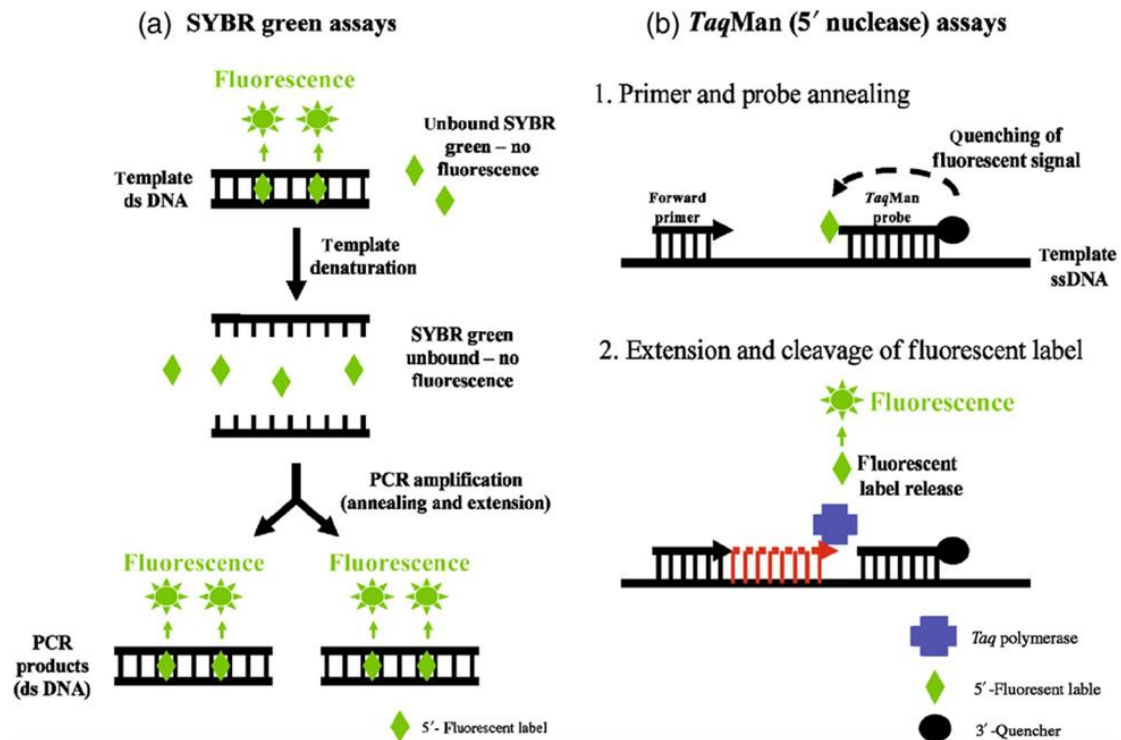 (a) SYBR green assays
Fluorescence
Unbound SYBR
green – no
fluorescence
Template
ds DNA
Template
denaturation
SYBR green
unbound – no
fluorescence
PCR amplification
(annealing and extension)
Fluorescence
Fluorescence
PCR
products
(ds DNA)
5′- Fluorescent label
(b) TaqMan (5′ nuclease) assays
1. Primer and probe annealing
Quenching of
fluorescent signal
Forward
primer
TaqMan
probe
Template
ssDNA
2. Extension and cleavage of fluorescent label
Fluorescence
Fluorescent
label release
Taq polymerase
5′-Fluoresent lable
3′-Quencher